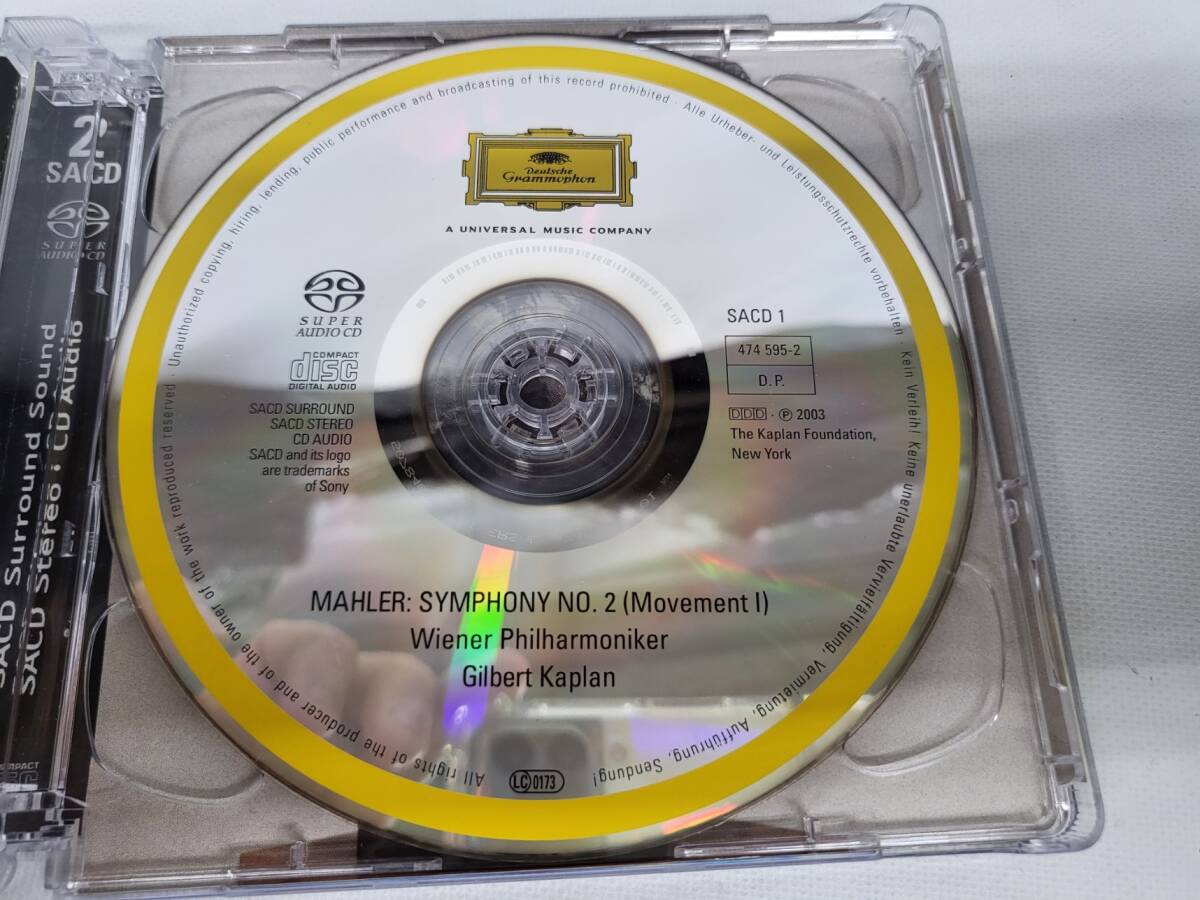 2
SACD
SUPER
AUDIO CD
SACD Surround Sound
SACD Stereo : CD Audio
Unauthorized copying, hiring, lending, public performance and broadcasting of this record prohibited · Alle Urheber- und Leistungsschutzrechte vorbehalten · Kein Verleih! Keine unerlaubte Vervielfältigung, Vermietung, Aufführung, Sendung!
All rights of the producer and of the owner of the work reproduced reserved ·
Deutsche
Grammophon
A UNIVERSAL MUSIC COMPANY
SUPER
AUDIO CD
COMPACT
disc
DIGITAL AUDIO
SACD SURROUND
SACD STEREO
CD AUDIO
SACD and its logo
are trademarks
of Sony
SACD 1
474 595-2
D.P.
DDD · ℗ 2003
The Kaplan Foundation,
New York
MAHLER: SYMPHONY NO. 2 (Movement I)
Wiener Philharmoniker
Gilbert Kaplan
LC 0173